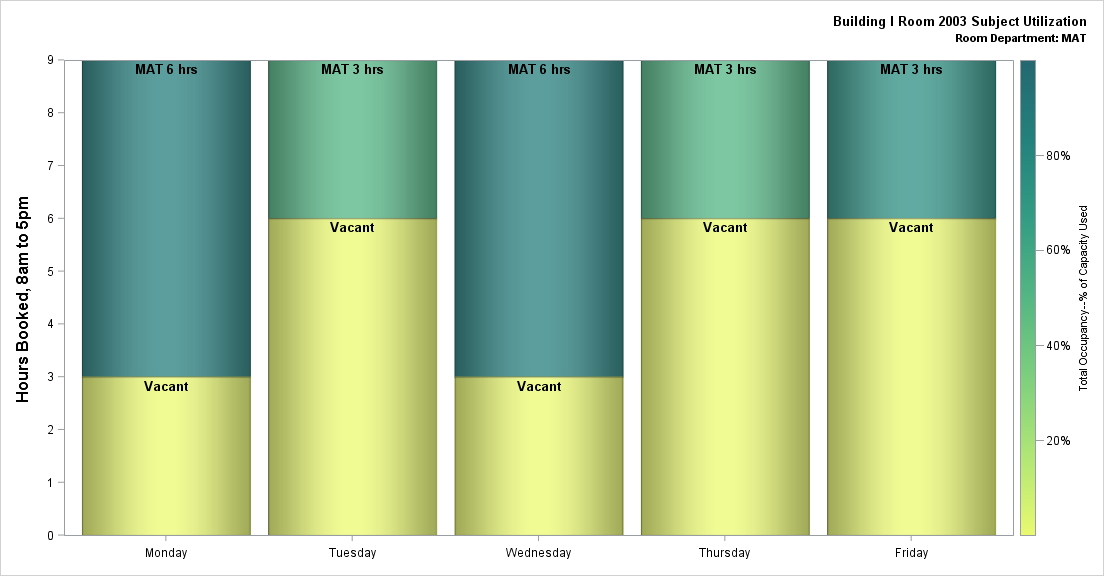 Building I Room 2003 Subject Utilization
Room Department: MAT
Hours Booked, 8am to 5pm
9
8
7
6
5
4
3
2
1
0
MAT 6 hrs
MAT 3 hrs
MAT 6 hrs
MAT 3 hrs
MAT 3 hrs
Vacant
Vacant
Vacant
Vacant
Vacant
Monday
Tuesday
Wednesday
Thursday
Friday
80%
60%
40%
20%
Total Occupancy--% of Capacity Used